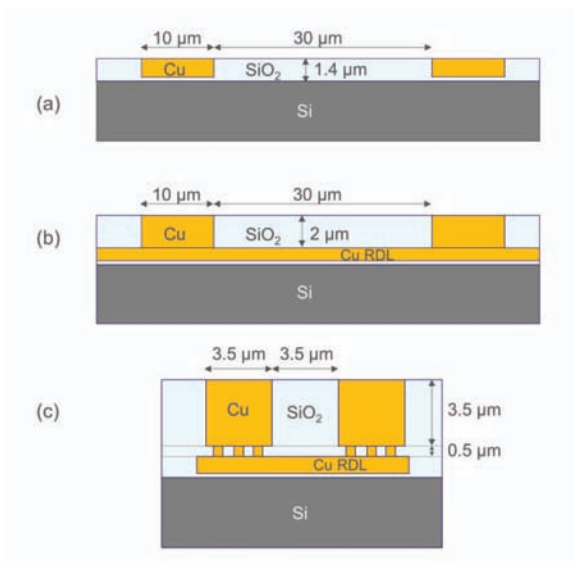 10 µm 30 µm
Cu SiO₂ 1.4 µm
(a)
Si
10 µm 30 µm
(b) Cu SiO₂ 2 µm
Cu RDL
Si
3.5 µm 3.5 µm
(c) Cu SiO₂ 3.5 µm
0.5 µm
Cu RDL
Si